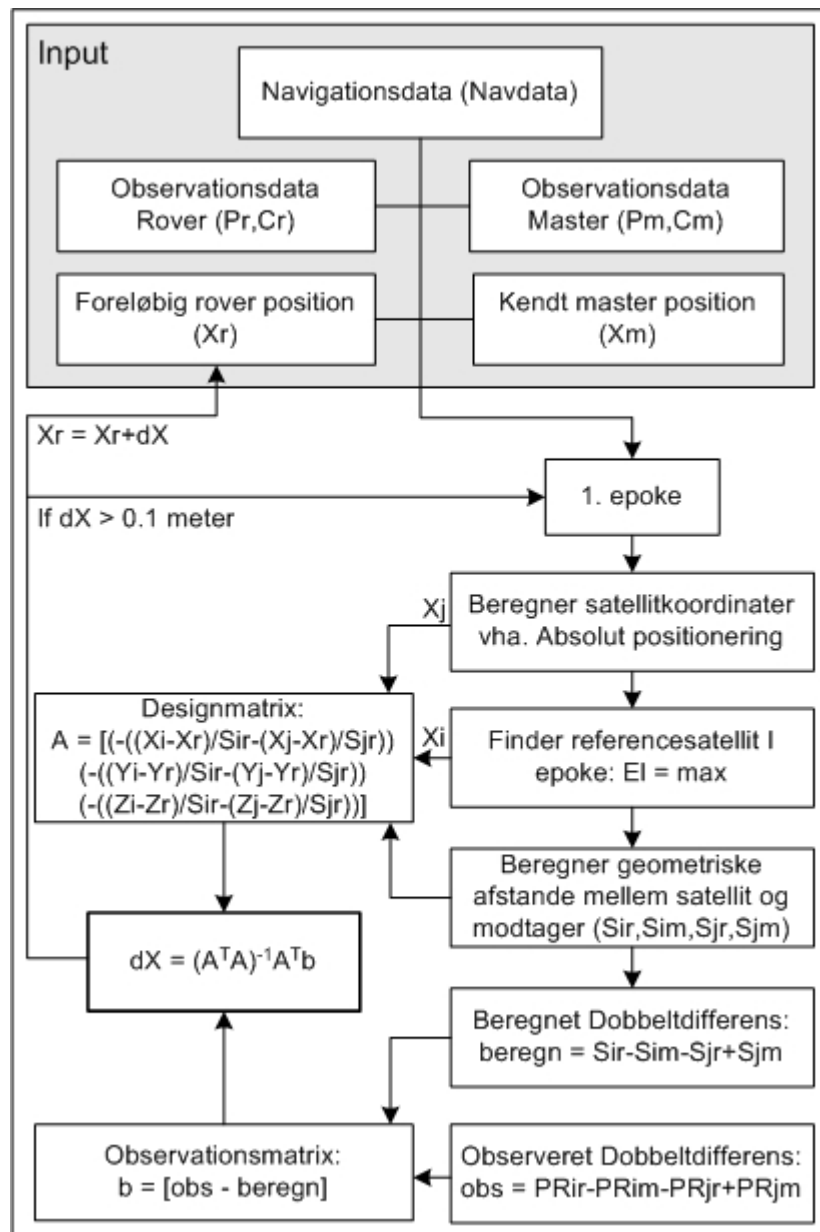 Input
Navigationsdata (Navdata)
Observationsdata
Rover (Pr,Cr)
Observationsdata
Master (Pm,Cm)
Foreløbig rover position
(Xr)
Kendt master position
(Xm)
Xr = Xr+dX
If dX > 0.1 meter
1. epoke
Xj
Beregner satellitkoordinater
vha. Absolut positionering
Designmatrix:
A = [(-((Xi-Xr)/Sir-(Xj-Xr)/Sjr))
(-((Yi-Yr)/Sir-(Yj-Yr)/Sjr))
(-((Zi-Zr)/Sir-(Zj-Zr)/Sjr))]
Xi
Finder referencesatellit I
epoke: El = max
Beregner geometriske
afstande mellem satellit og
modtager (Sir,Sim,Sjr,Sjm)
dX = (AᵀA)⁻¹Aᵀb
Beregnet Dobbeltdifferens:
beregn = Sir-Sim-Sjr+Sjm
Observationsmatrix:
b = [obs - beregn]
Observeret Dobbeltdifferens:
obs = PRir-PRim-PRjr+PRjm